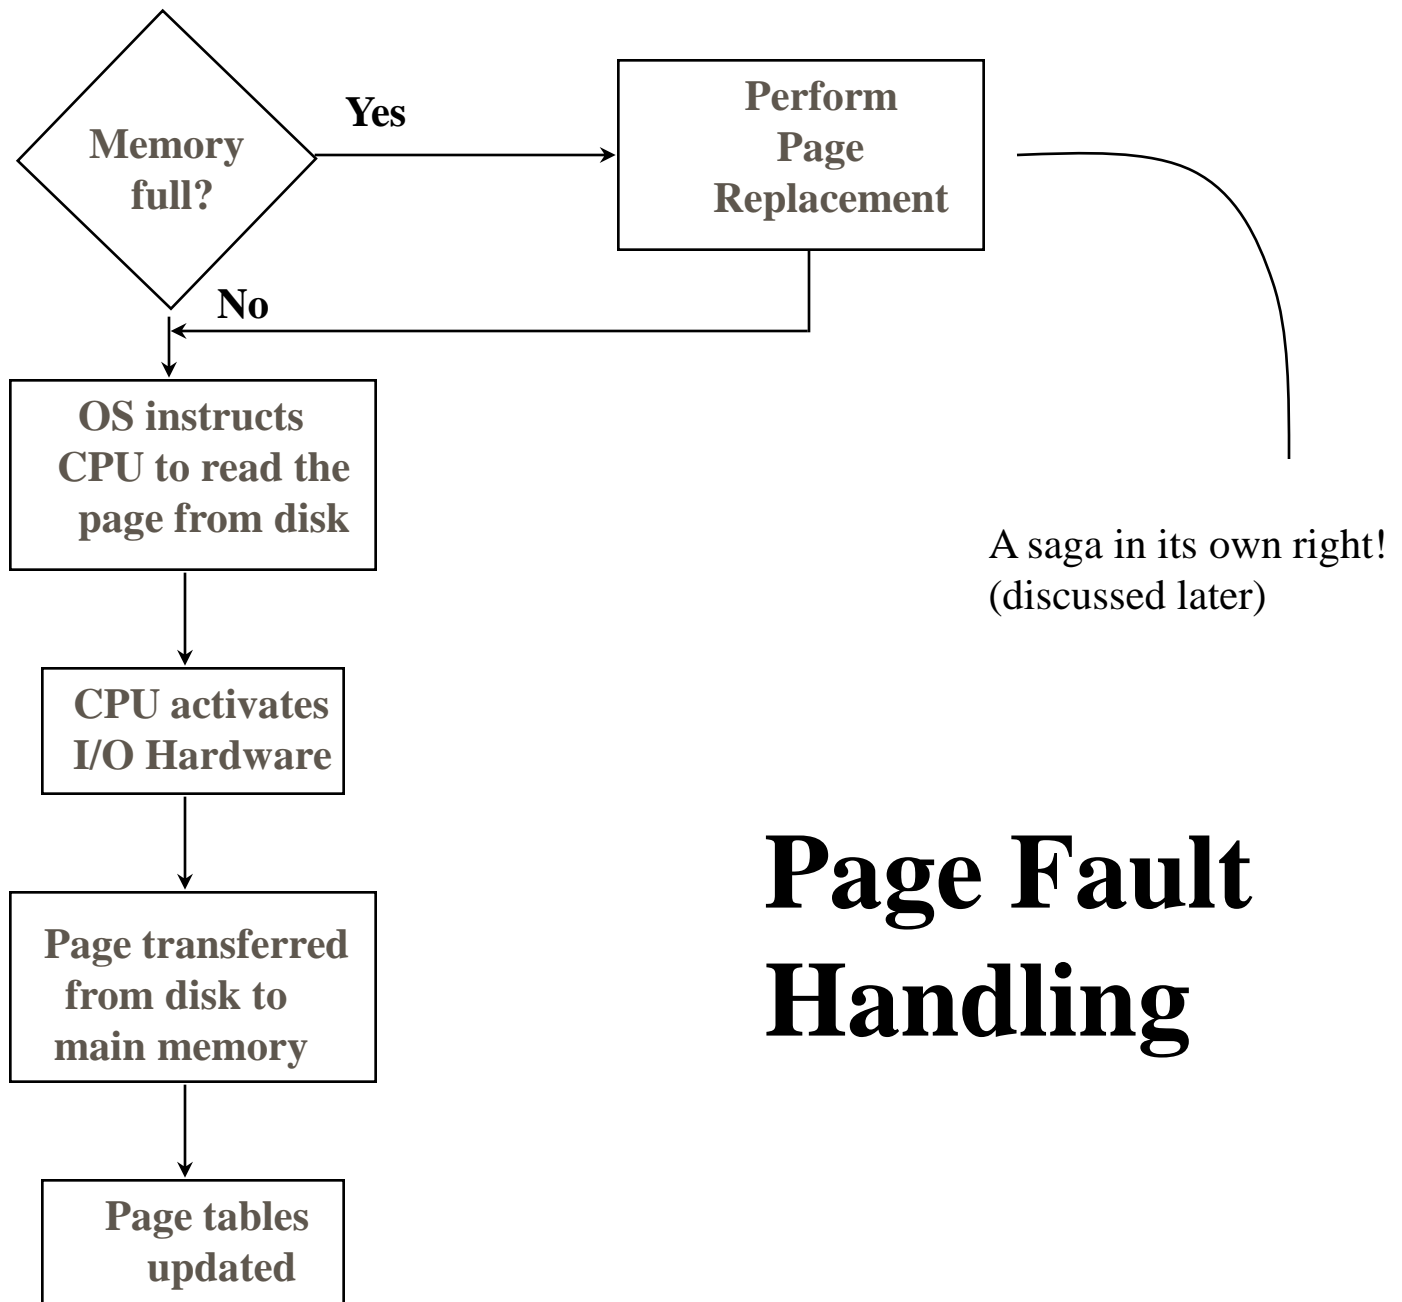 Memory
full?
Yes
Perform
Page
Replacement
No
OS instructs
CPU to read the
page from disk
A saga in its own right!
(discussed later)
CPU activates
I/O Hardware
Page transferred
from disk to
main memory
Page Fault
Handling
Page tables
updated